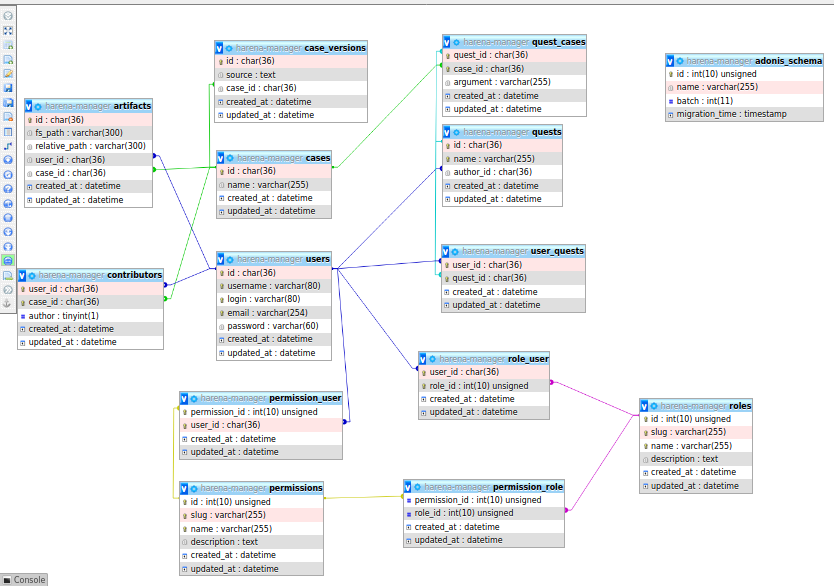 harena-manager case_versions
id : char(36)
source : text
case_id : char(36)
created_at : datetime
updated_at : datetime
harena-manager quest_cases
quest_id : char(36)
case_id : char(36)
argument : varchar(255)
created_at : datetime
updated_at : datetime
harena-manager adonis_schema
id : int(10) unsigned
name : varchar(255)
batch : int(11)
migration_time : timestamp
harena-manager artifacts
id : char(36)
fs_path : varchar(300)
relative_path : varchar(300)
user_id : char(36)
case_id : char(36)
created_at : datetime
updated_at : datetime
harena-manager cases
id : char(36)
name : varchar(255)
created_at : datetime
updated_at : datetime
harena-manager quests
id : char(36)
name : varchar(255)
author_id : char(36)
created_at : datetime
updated_at : datetime
harena-manager contributors
user_id : char(36)
case_id : char(36)
author : tinyint(1)
created_at : datetime
updated_at : datetime
harena-manager users
id : char(36)
username : varchar(80)
login : varchar(80)
email : varchar(254)
password : varchar(60)
created_at : datetime
updated_at : datetime
harena-manager user_quests
user_id : char(36)
quest_id : char(36)
created_at : datetime
updated_at : datetime
harena-manager role_user
user_id : char(36)
role_id : int(10) unsigned
created_at : datetime
updated_at : datetime
harena-manager permission_user
permission_id : int(10) unsigned
user_id : char(36)
created_at : datetime
updated_at : datetime
harena-manager roles
id : int(10) unsigned
slug : varchar(255)
name : varchar(255)
description : text
created_at : datetime
updated_at : datetime
harena-manager permissions
id : int(10) unsigned
slug : varchar(255)
name : varchar(255)
description : text
created_at : datetime
updated_at : datetime
harena-manager permission_role
permission_id : int(10) unsigned
role_id : int(10) unsigned
created_at : datetime
updated_at : datetime
Console